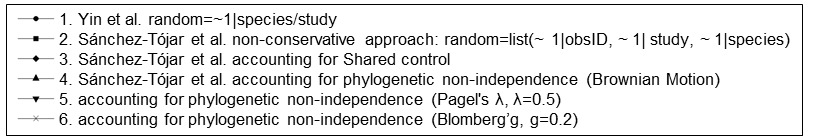 1. Yin et al. random=~1|species/study
2. Sánchez-Tójar et al. non-conservative approach: random=list(~ 1|obsID, ~ 1| study, ~ 1|species)
3. Sánchez-Tójar et al. accounting for Shared control
4. Sánchez-Tójar et al. accounting for phylogenetic non-independence (Brownian Motion)
5. accounting for phylogenetic non-independence (Pagel's λ, λ=0.5)
6. accounting for phylogenetic non-independence (Blomberg'g, g=0.2)